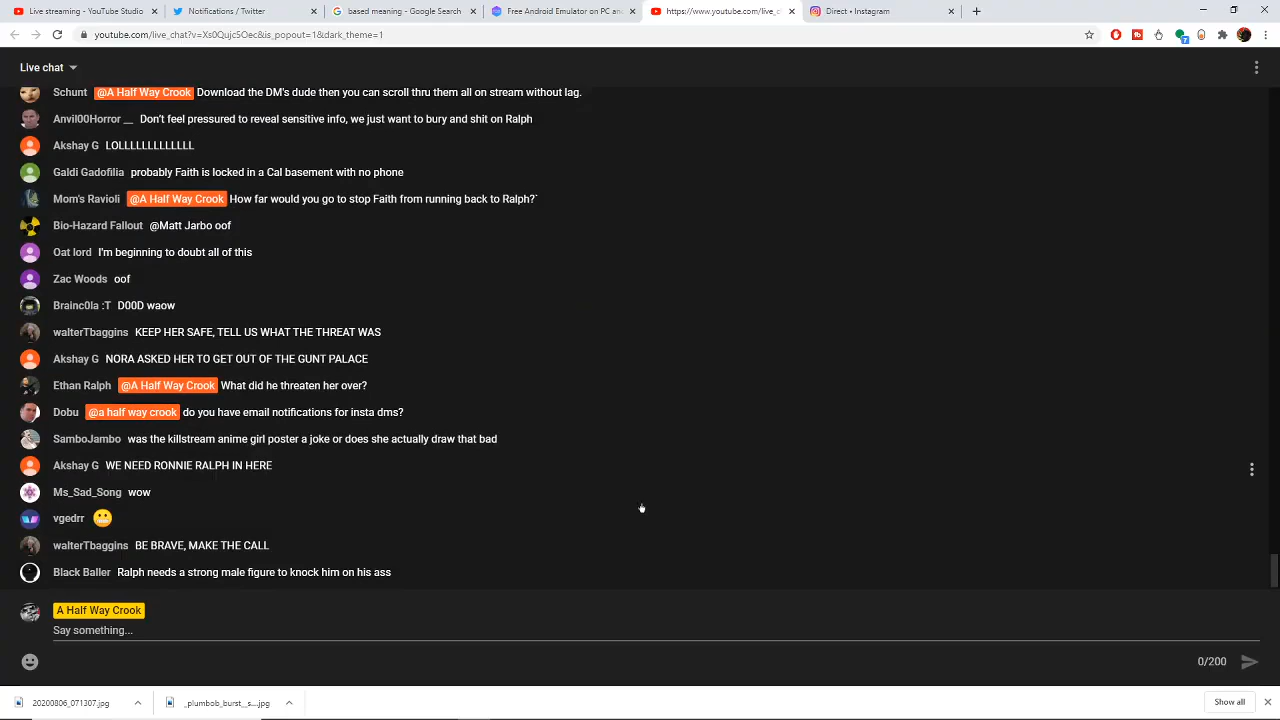 Live streaming - YouTube Studio
Notifications / Twitter
based meaning - Google Search
Free Android Emulator on PC and
https://www.youtube.com/live_c
Direct • Instagram
youtube.com/live_chat?v=Xs0Qujc5Oec&is_popout=1&dark_theme=1
Live chat
Schunt @A Half Way Crook Download the DM's dude then you can scroll thru them all on stream without lag.
Anvil00Horror __ Don't feel pressured to reveal sensitive info, we just want to bury and shit on Ralph
Akshay G LOLLLLLLLLLLLL
Galdi Gadofilia probably Faith is locked in a Cal basement with no phone
Mom's Ravioli @A Half Way Crook How far would you go to stop Faith from running back to Ralph?`
Bio-Hazard Fallout @Matt Jarbo oof
Oat lord I'm beginning to doubt all of this
Zac Woods oof
Brainc0la :T D00D waow
walterTbaggins KEEP HER SAFE, TELL US WHAT THE THREAT WAS
Akshay G NORA ASKED HER TO GET OUT OF THE GUNT PALACE
Ethan Ralph @A Half Way Crook What did he threaten her over?
Dobu @a half way crook do you have email notifications for insta dms?
SamboJambo was the killstream anime girl poster a joke or does she actually draw that bad
Akshay G WE NEED RONNIE RALPH IN HERE
Ms_Sad_Song wow
vgedrr 😬
walterTbaggins BE BRAVE, MAKE THE CALL
Black Baller Ralph needs a strong male figure to knock him on his ass
A Half Way Crook
Say something...
0/200
20200806_071307.jpg
_plumbob_burst__s....jpg
Show all